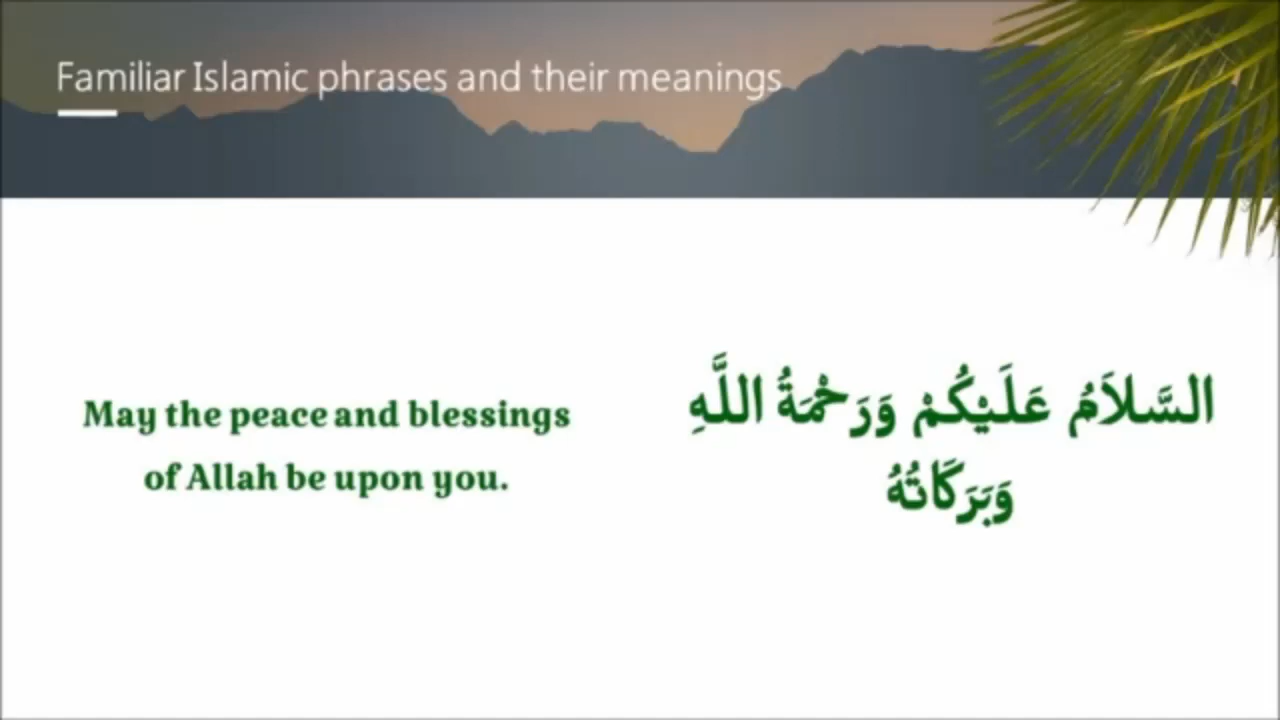 Familiar Islamic phrases and their meanings
May the peace and blessings
of Allah be upon you.
السَّلاَمُ عَلَيْكُمْ وَرَحْمَةُ اللَّهِ
وَبَرَكَاتُهُ